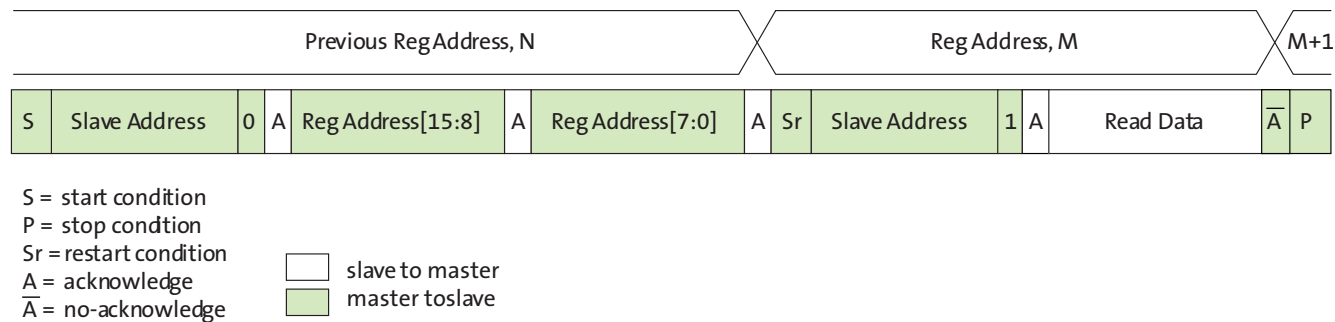 Previous Reg Address, N Reg Address, M M+1
S Slave Address 0 A Reg Address[15:8] A Reg Address[7:0] A Sr Slave Address 1 A Read Data A̅ P
S = start condition
P = stop condition
Sr = restart condition
A = acknowledge
A̅ = no-acknowledge
slave to master
master toslave